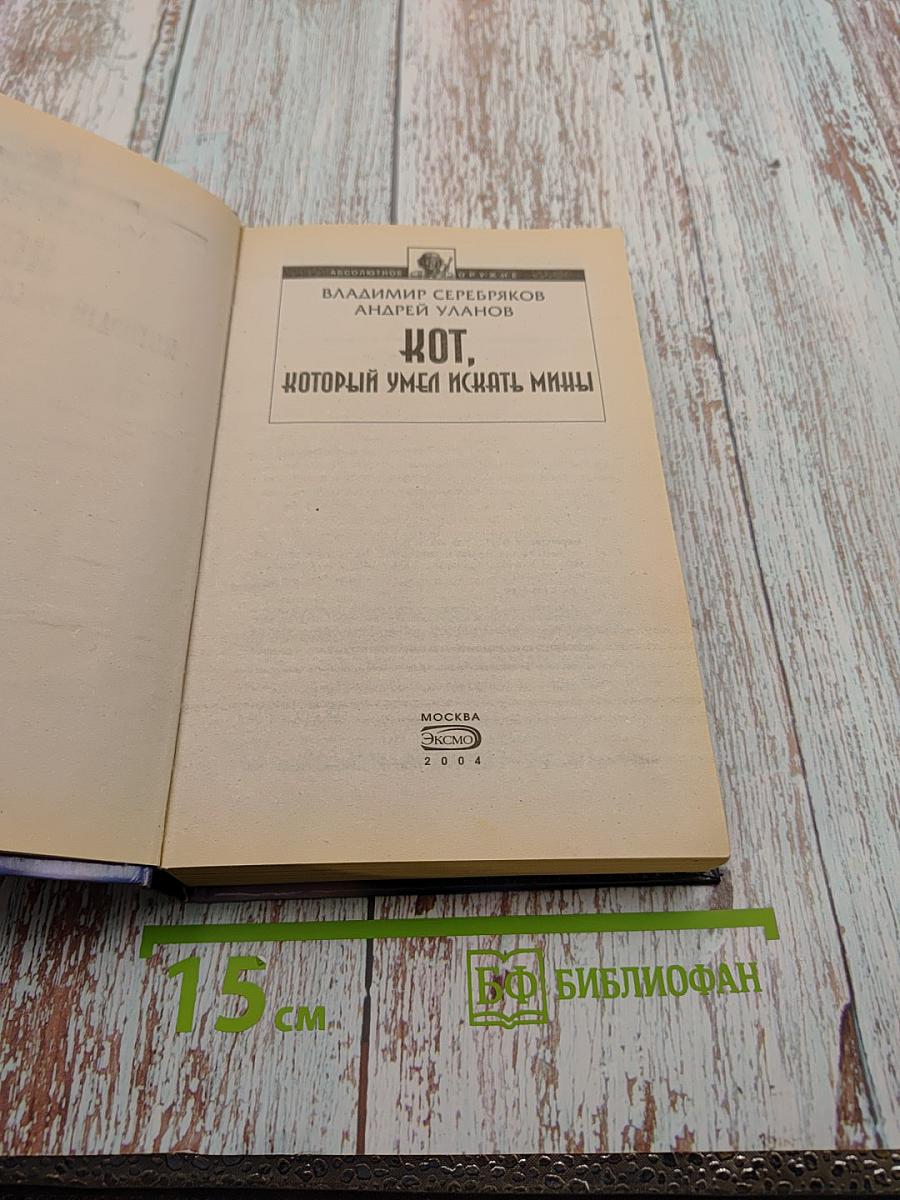 АБСОЛЮТНОЕ ОРУЖИЕ
ВЛАДИМИР СЕРЕБРЯКОВ
АНДРЕЙ УЛАНОВ
КОТ,
КОТОРЫЙ УМЕЛ ИСКАТЬ МИНЫ
МОСКВА
ЭКСМО
2004
15 см
БФ БИБЛИОФАН